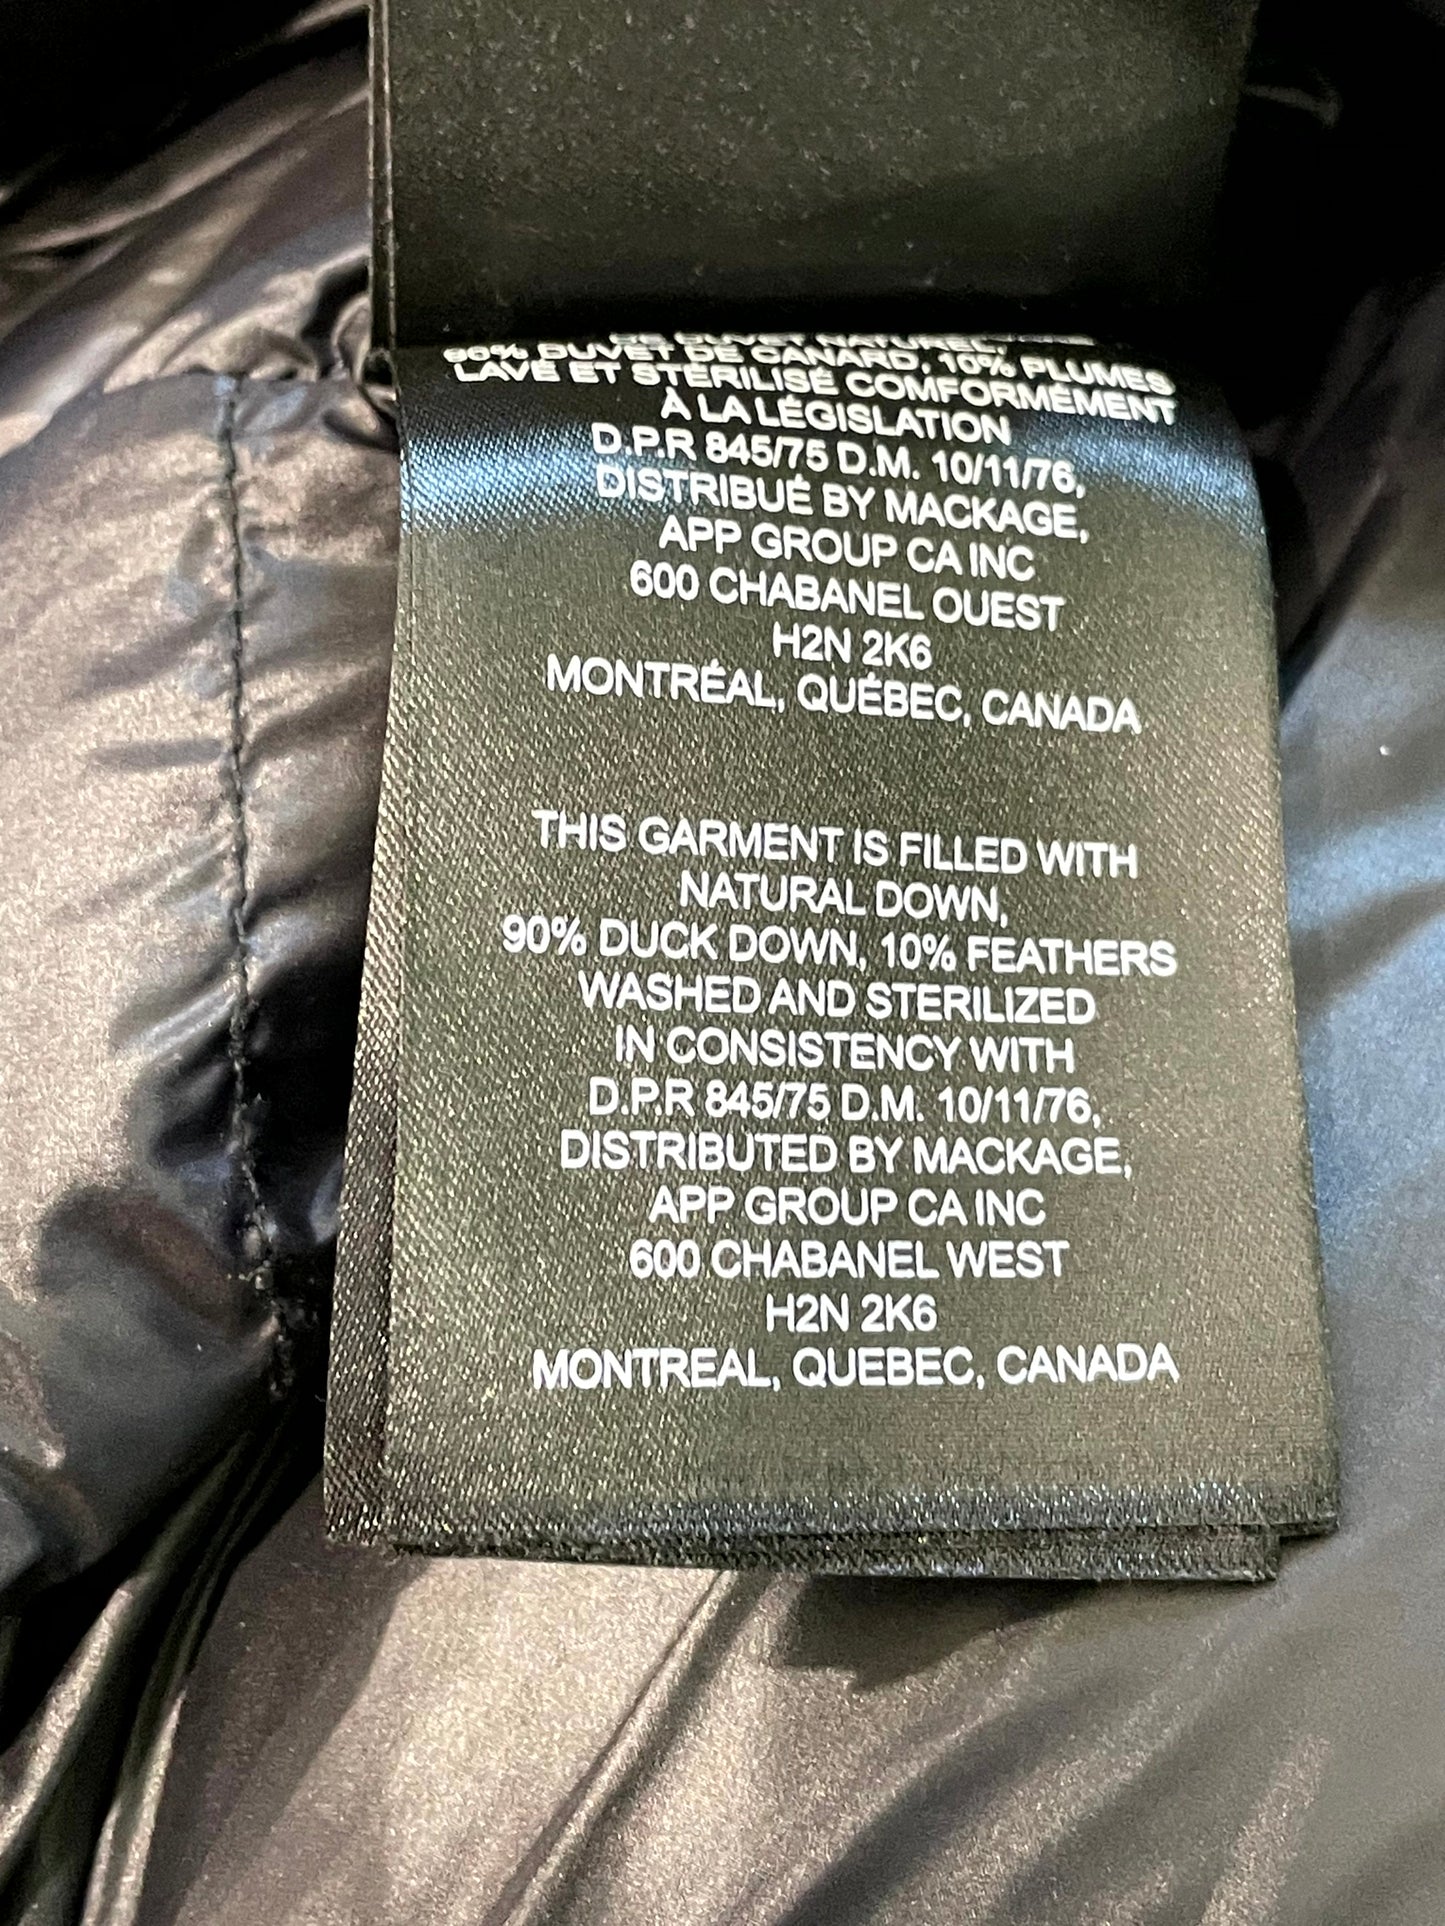 DE DUVET NATUREL,
90% DUVET DE CANARD, 10% PLUMES
LAVÉ ET STÉRILISÉ COMFORMÉMENT
À LA LÉGISLATION
D.P.R 845/75 D.M. 10/11/76,
DISTRIBUÉ BY MACKAGE,
APP GROUP CA INC
600 CHABANEL OUEST
H2N 2K6
MONTRÉAL, QUÉBEC, CANADA
THIS GARMENT IS FILLED WITH
NATURAL DOWN,
90% DUCK DOWN, 10% FEATHERS
WASHED AND STERILIZED
IN CONSISTENCY WITH
D.P.R 845/75 D.M. 10/11/76,
DISTRIBUTED BY MACKAGE,
APP GROUP CA INC
600 CHABANEL WEST
H2N 2K6
MONTREAL, QUEBEC, CANADA